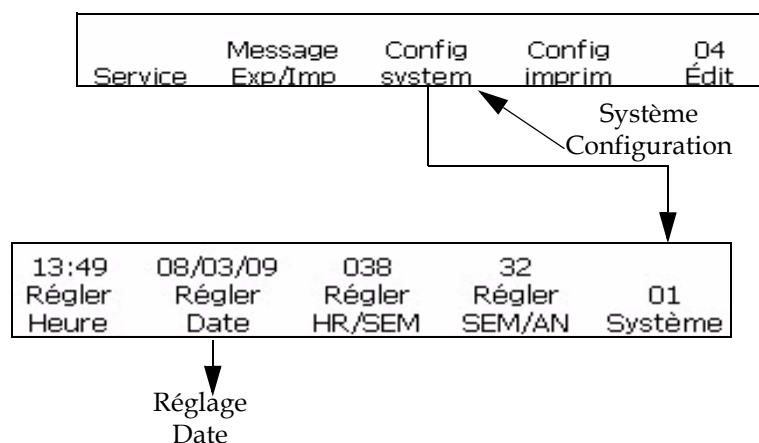 Message Config Config 04
Service Exp/Imp system imprim Édit
Système
Configuration
13:49 08/03/09 038 32
Régler Régler Régler Régler 01
Heure Date HR/SEM SEM/AN Système
Réglage
Date